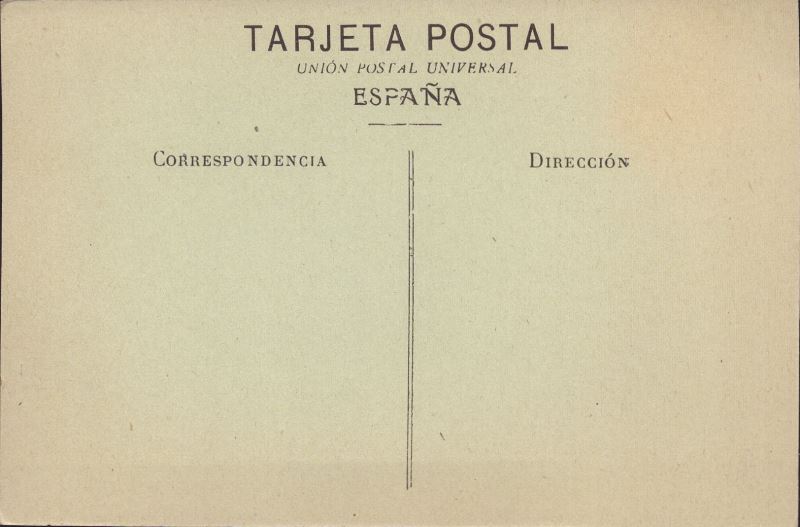 TARJETA POSTAL
UNIÓN POSTAL UNIVERSAL
ESPAÑA
CORRESPONDENCIA
DIRECCIÓN